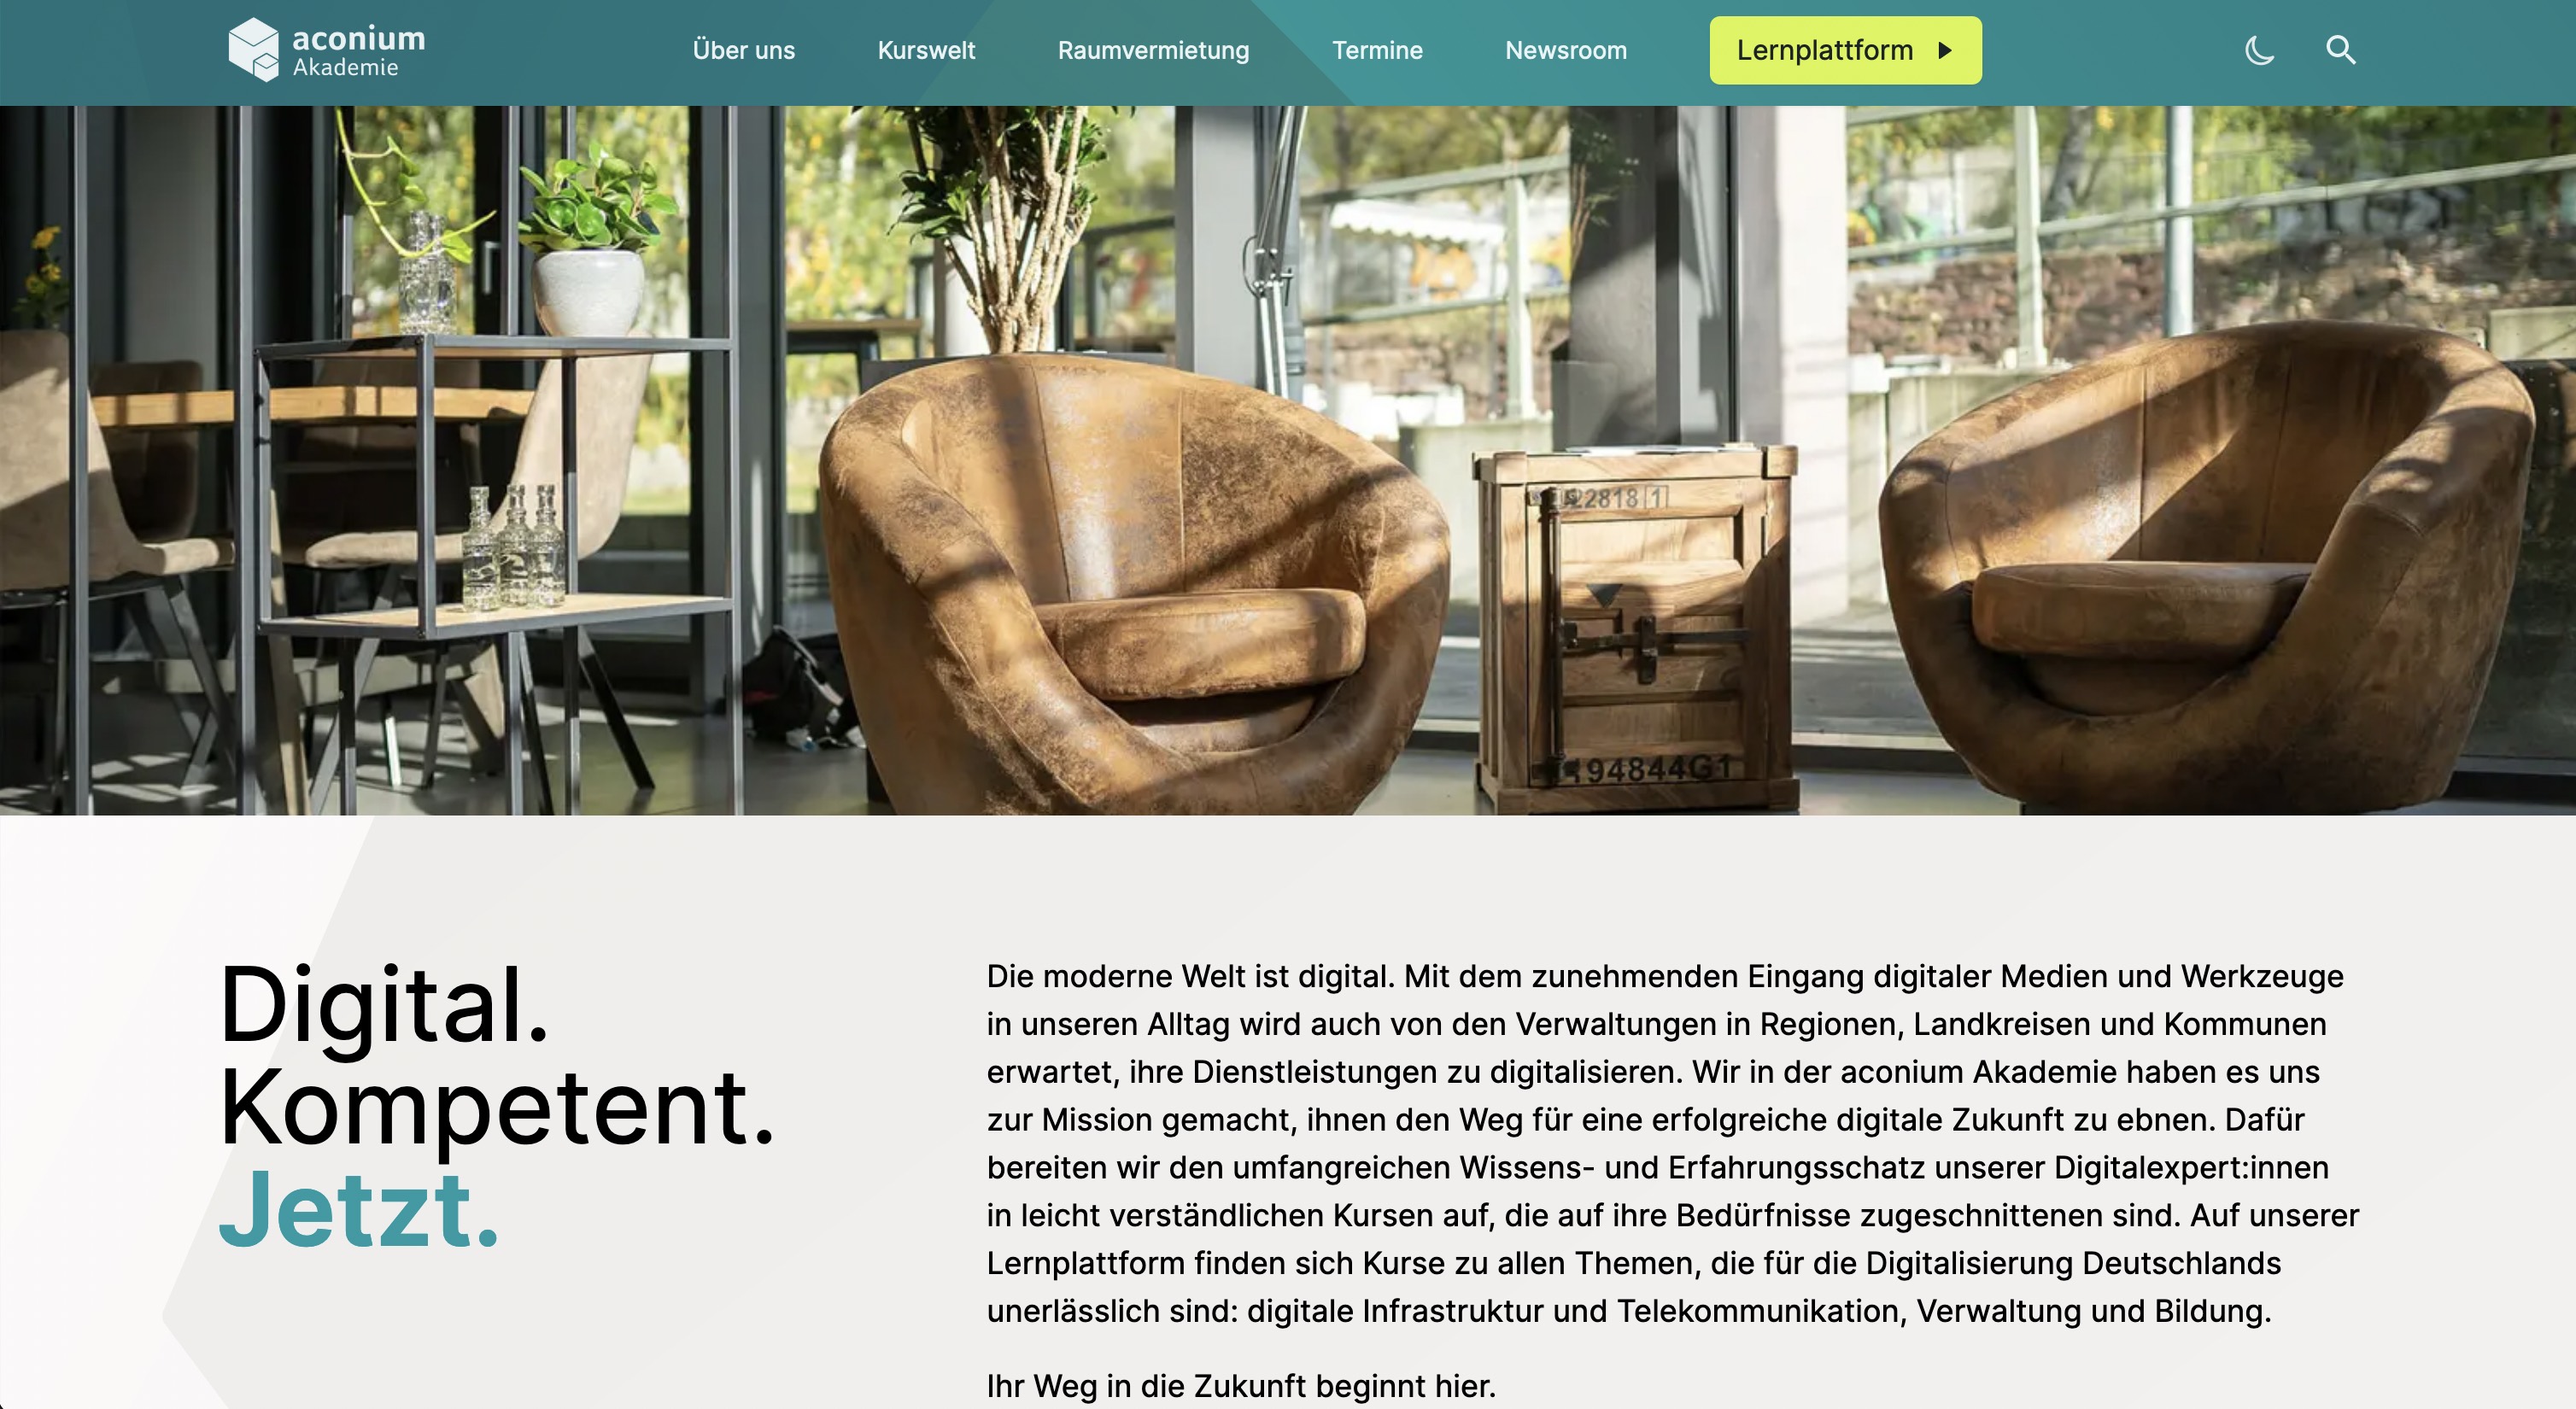 aconium
Akademie
Über uns
Kurswelt
Raumvermietung
Termine
Newsroom
Lernplattform
22818 1
194844G1
Digital.
Kompetent.
Jetzt.
Die moderne Welt ist digital. Mit dem zunehmenden Eingang digitaler Medien und Werkzeuge
in unseren Alltag wird auch von den Verwaltungen in Regionen, Landkreisen und Kommunen
erwartet, ihre Dienstleistungen zu digitalisieren. Wir in der aconium Akademie haben es uns
zur Mission gemacht, ihnen den Weg für eine erfolgreiche digitale Zukunft zu ebnen. Dafür
bereiten wir den umfangreichen Wissens- und Erfahrungsschatz unserer Digitalexpert:innen
in leicht verständlichen Kursen auf, die auf ihre Bedürfnisse zugeschnittenen sind. Auf unserer
Lernplattform finden sich Kurse zu allen Themen, die für die Digitalisierung Deutschlands
unerlässlich sind: digitale Infrastruktur und Telekommunikation, Verwaltung und Bildung.
Ihr Weg in die Zukunft beginnt hier.